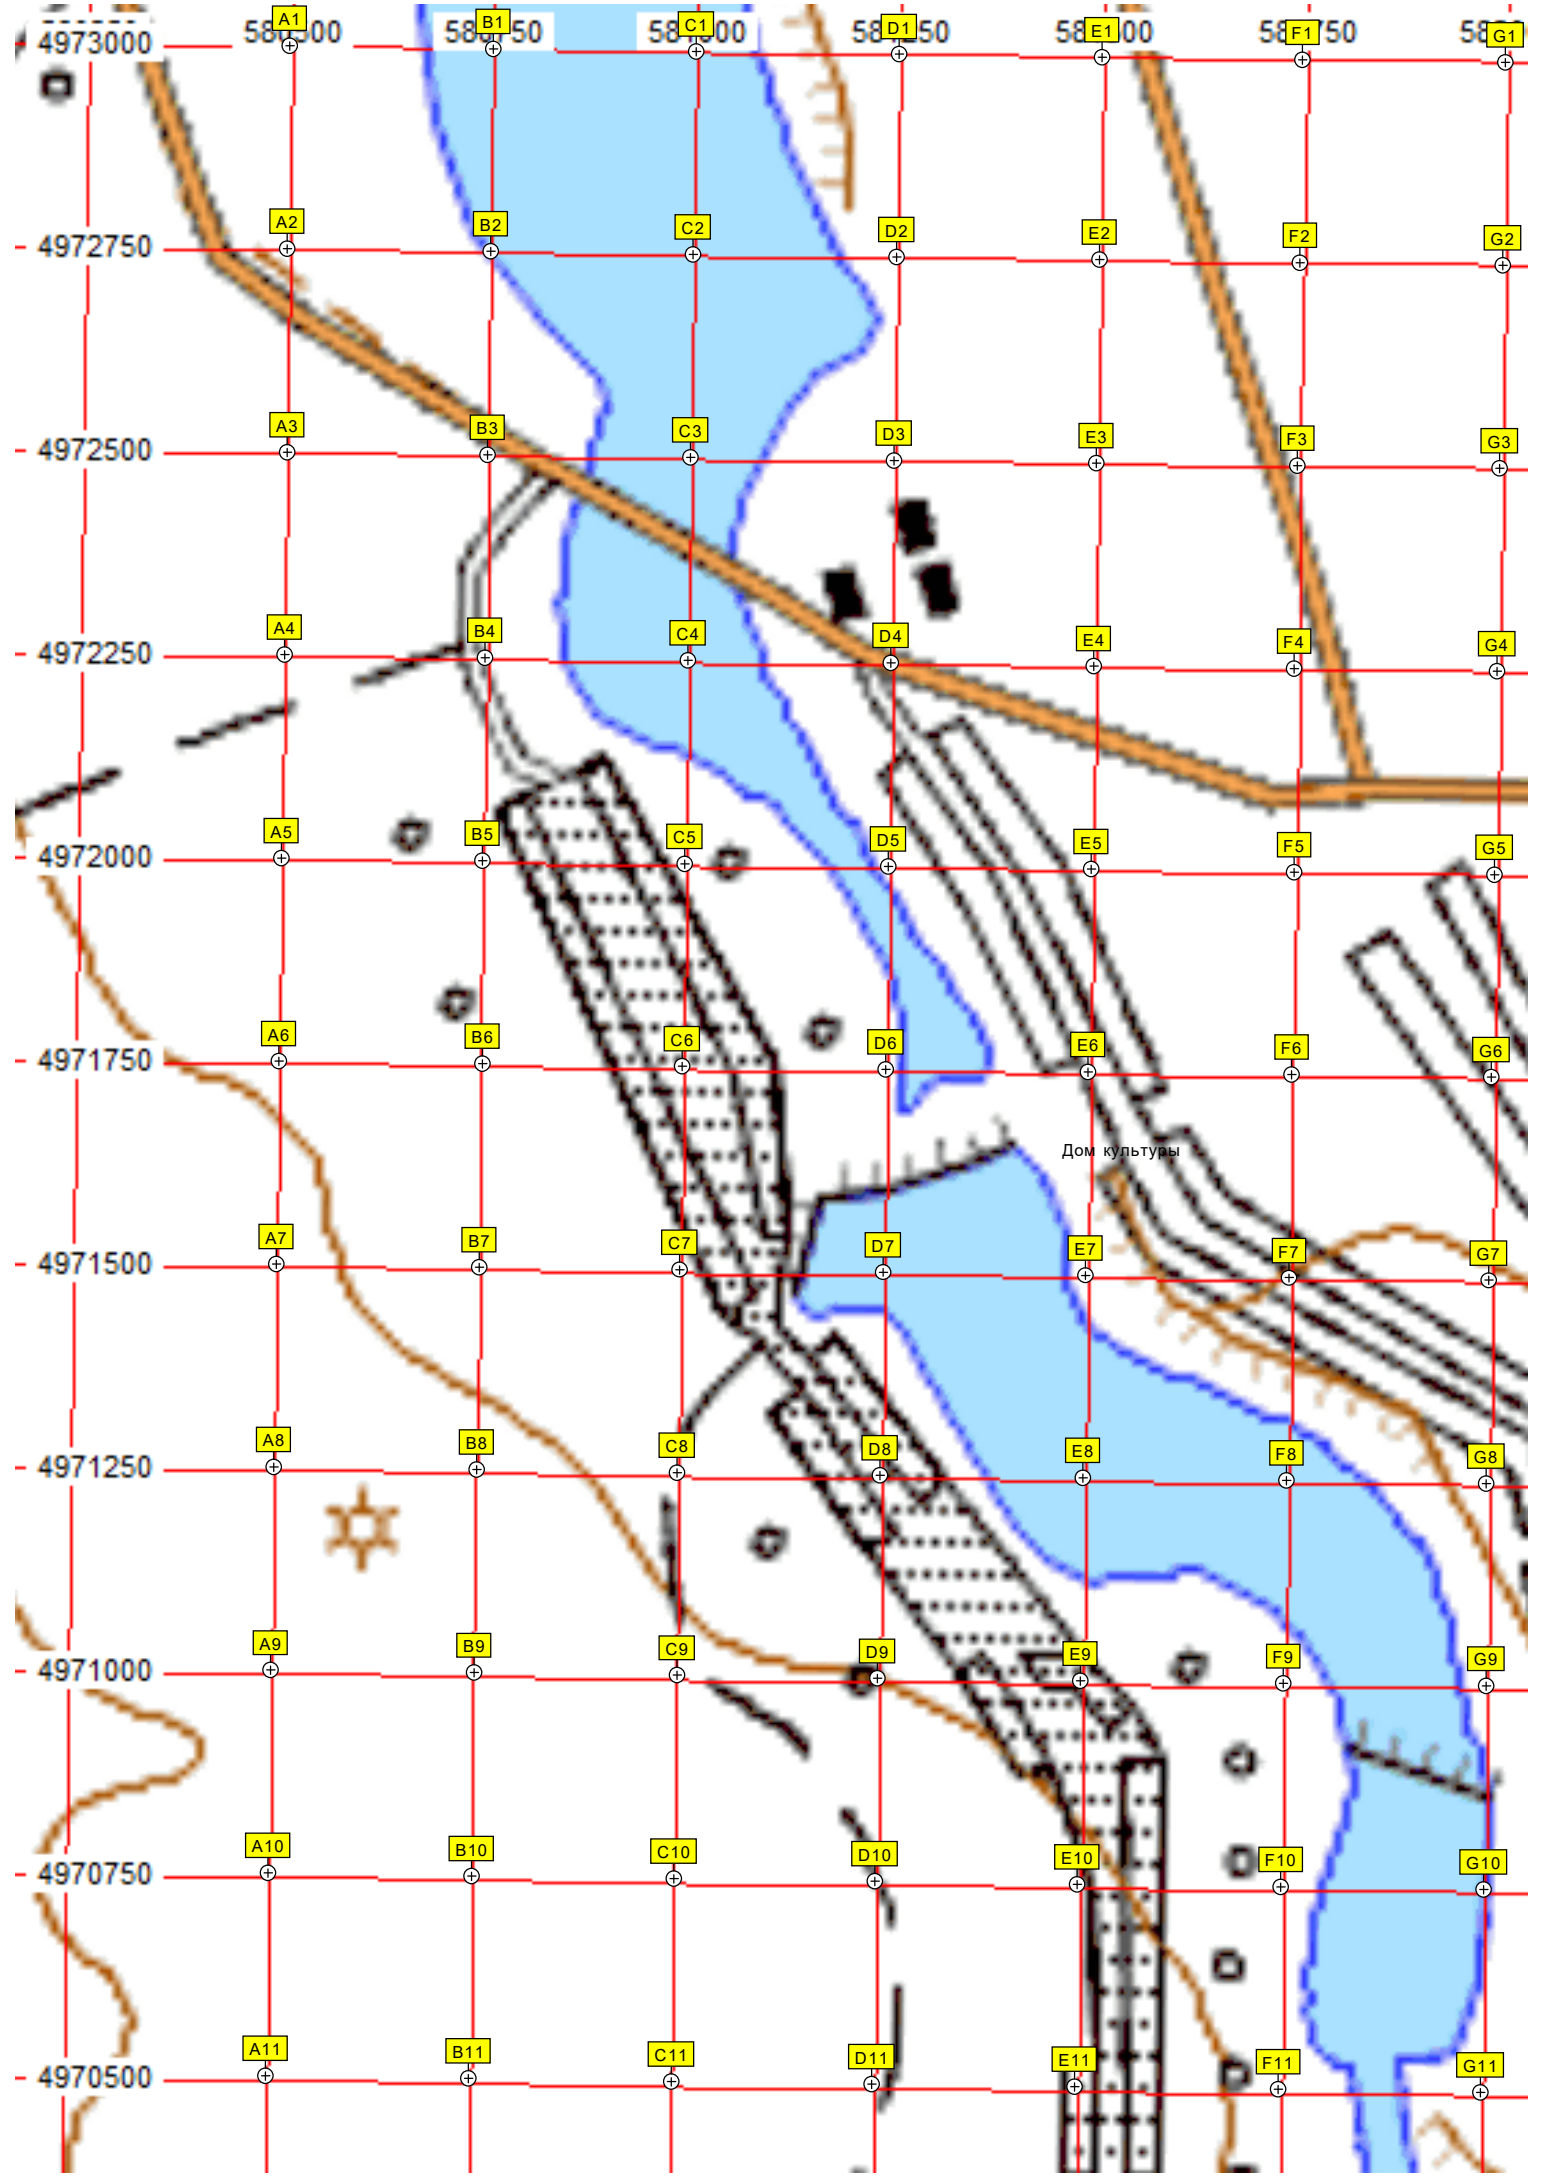 A1 B1 C1 D1 E1 F1 G1
4973000
A2 B2 C2 D2 E2 F2 G2
4972750
A3 B3 C3 D3 E3 F3 G3
4972500
A4 B4 C4 D4 E4 F4 G4
4972250
A5 B5 C5 D5 E5 F5 G5
4972000
A6 B6 C6 D6 E6 F6 G6
4971750
Дом культуры
A7 B7 C7 D7 E7 F7 G7
4971500
A8 B8 C8 D8 E8 F8 G8
4971250
A9 B9 C9 D9 E9 F9 G9
4971000
A10 B10 C10 D10 E10 F10 G10
4970750
A11 B11 C11 D11 E11 F11 G11
4970500